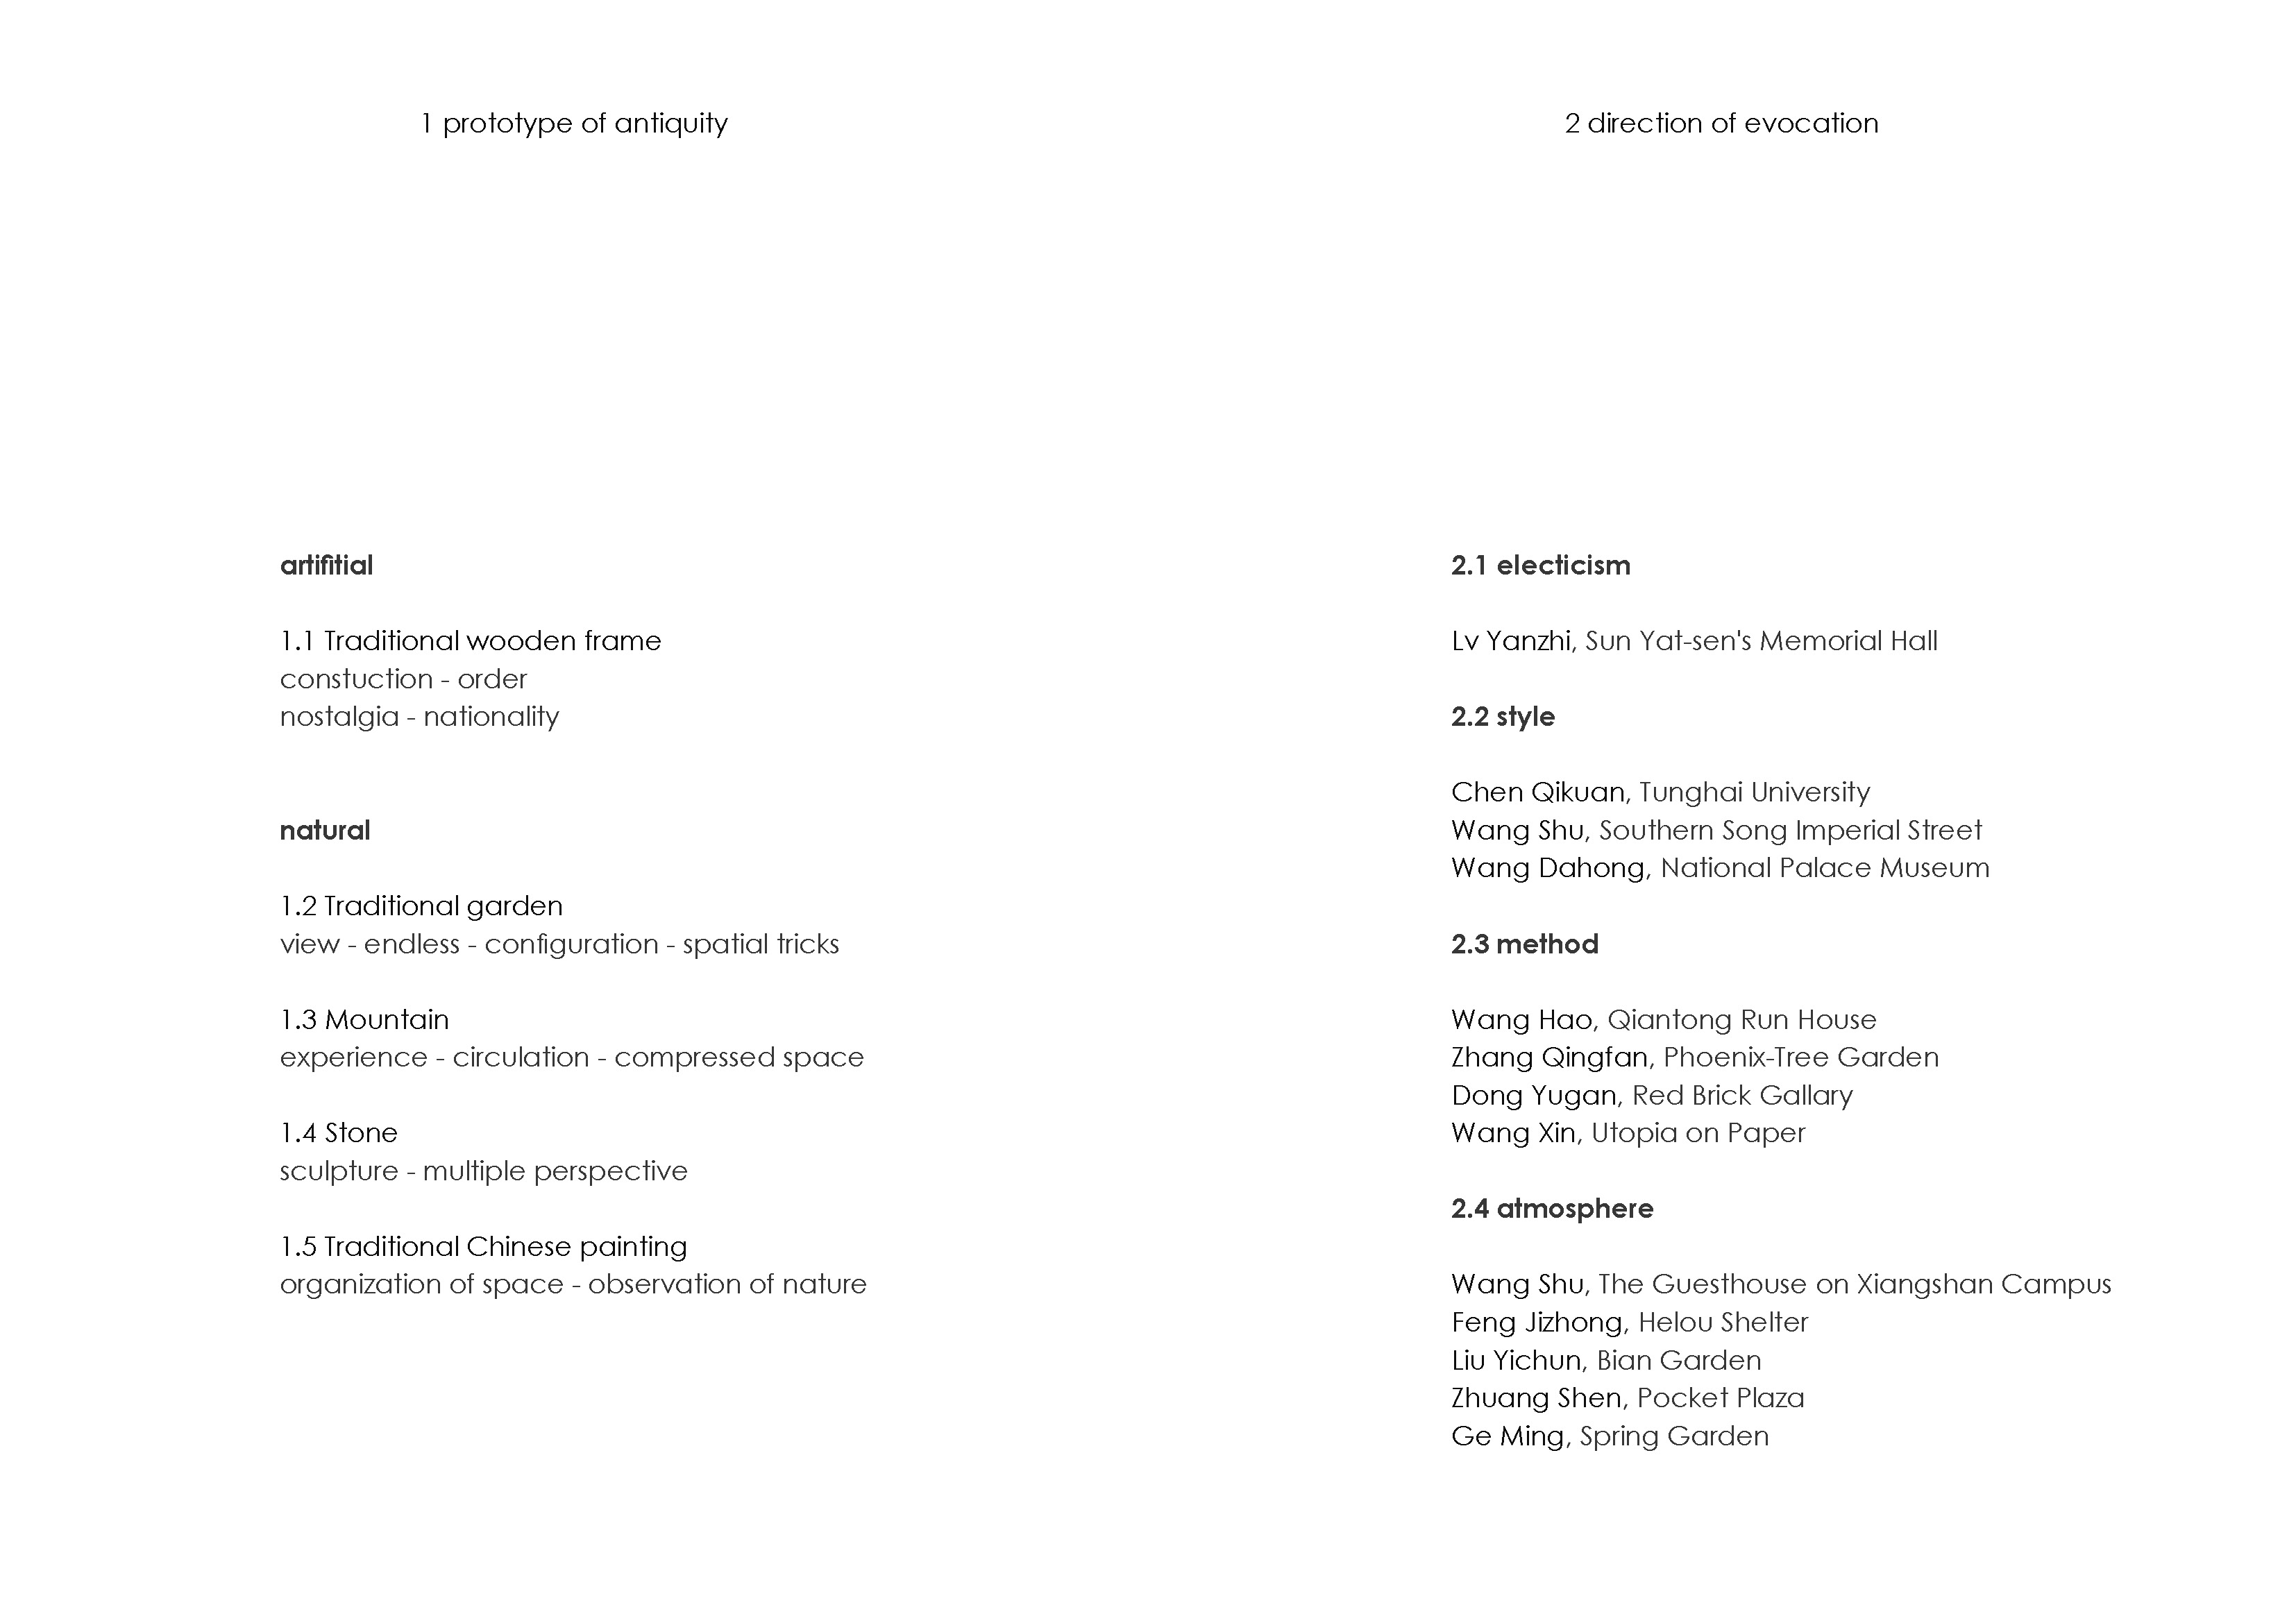 1 prototype of antiquity
artifitial
1.1 Traditional wooden frame
constuction - order
nostalgia - nationality
natural
1.2 Traditional garden
view - endless - configuration - spatial tricks
1.3 Mountain
experience - circulation - compressed space
1.4 Stone
sculpture - multiple perspective
1.5 Traditional Chinese painting
organization of space - observation of nature
2 direction of evocation
2.1 electicism
Lv Yanzhi, Sun Yat-sen's Memorial Hall
2.2 style
Chen Qikuan, Tunghai University
Wang Shu, Southern Song Imperial Street
Wang Dahong, National Palace Museum
2.3 method
Wang Hao, Qiantong Run House
Zhang Qingfan, Phoenix-Tree Garden
Dong Yugan, Red Brick Gallary
Wang Xin, Utopia on Paper
2.4 atmosphere
Wang Shu, The Guesthouse on Xiangshan Campus
Feng Jizhong, Helou Shelter
Liu Yichun, Bian Garden
Zhuang Shen, Pocket Plaza
Ge Ming, Spring Garden